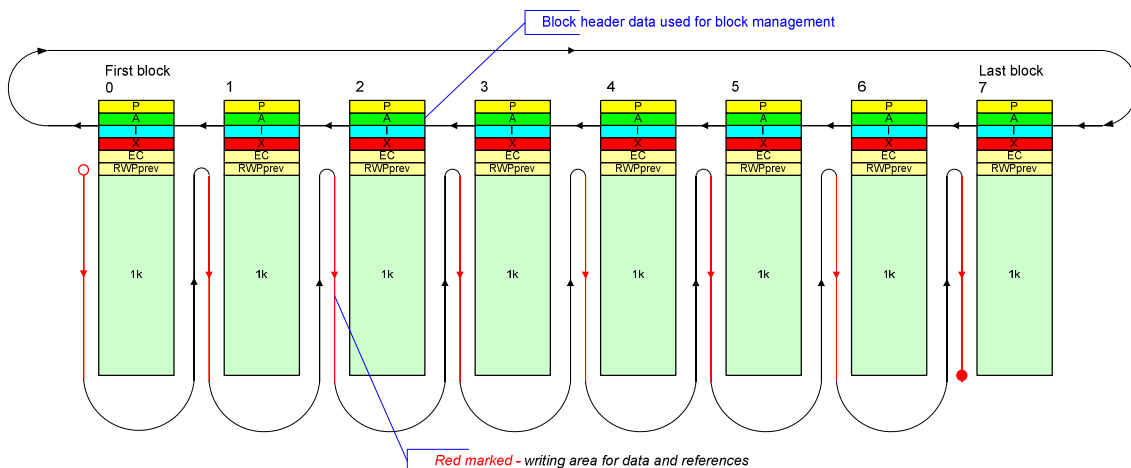 Block header data used for block management
First block
Last block
0 1 2 3 4 5 6 7
P P P P P P P P
A A A A A A A A
I I I I I I I I
X X X X X X X X
EC EC EC EC EC EC EC EC
RWPprev RWPprev RWPprev RWPprev RWPprev RWPprev RWPprev RWPprev
1k 1k 1k 1k 1k 1k 1k 1k
Red marked - writing area for data and references